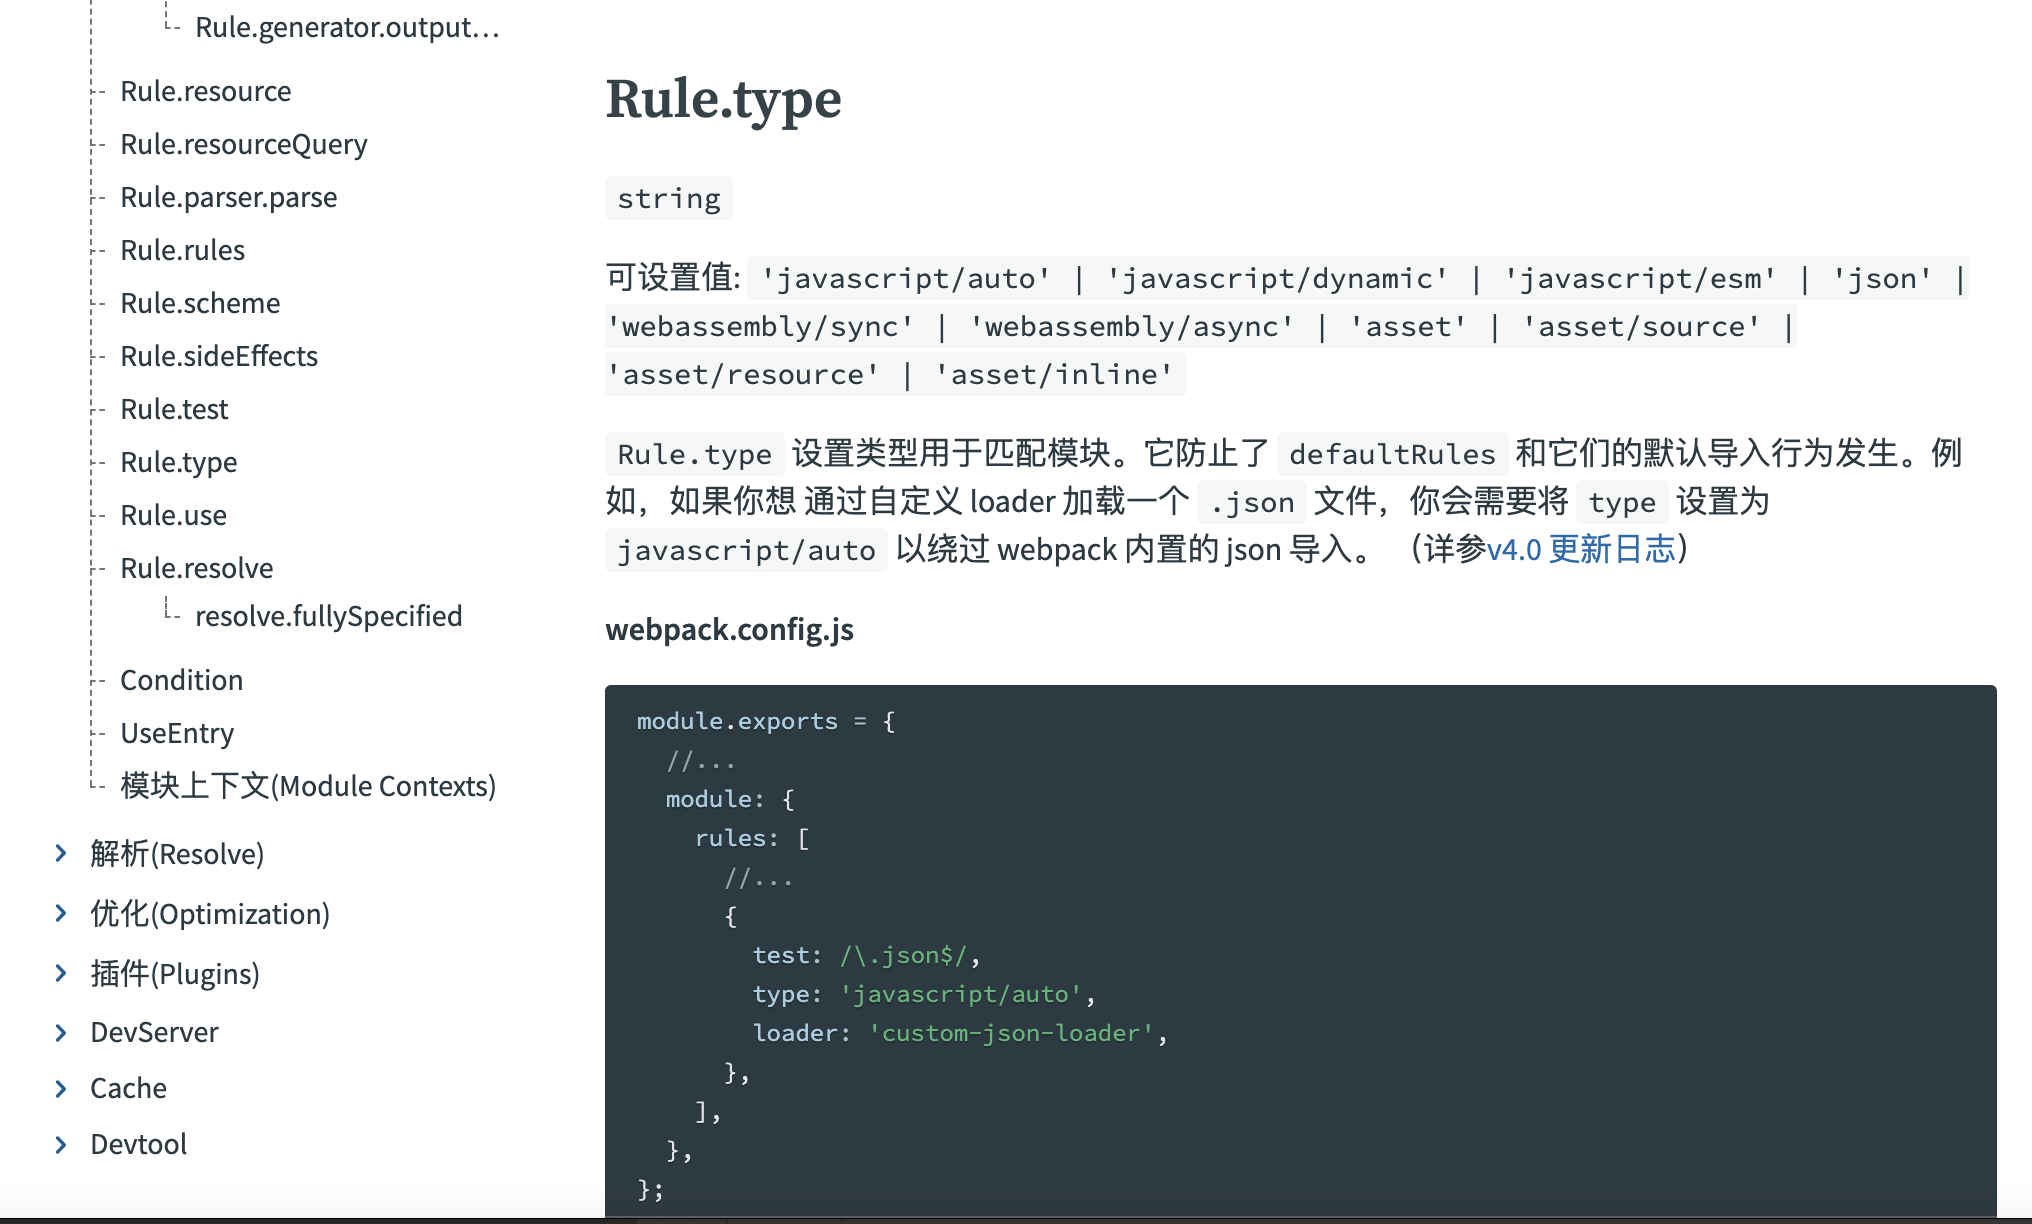 Rule.generator.output…
Rule.resource
Rule.resourceQuery
Rule.parser.parse
Rule.rules
Rule.scheme
Rule.sideEffects
Rule.test
Rule.type
Rule.use
Rule.resolve
resolve.fullySpecified
Condition
UseEntry
模块上下文(Module Contexts)
解析(Resolve)
优化(Optimization)
插件(Plugins)
DevServer
Cache
Devtool
Rule.type
string
可设置值: 'javascript/auto' | 'javascript/dynamic' | 'javascript/esm' | 'json' |
'webassembly/sync' | 'webassembly/async' | 'asset' | 'asset/source' |
'asset/resource' | 'asset/inline'
Rule.type 设置类型用于匹配模块。它防止了 defaultRules 和它们的默认导入行为发生。例
如，如果你想 通过自定义 loader 加载一个 .json 文件，你会需要将 type 设置为
javascript/auto 以绕过 webpack 内置的 json 导入。 （详参v4.0 更新日志）
webpack.config.js
module.exports = {
  //...
  module: {
    rules: [
      //...
      {
        test: /\.json$/,
        type: 'javascript/auto',
        loader: 'custom-json-loader',
      },
    ],
  },
};